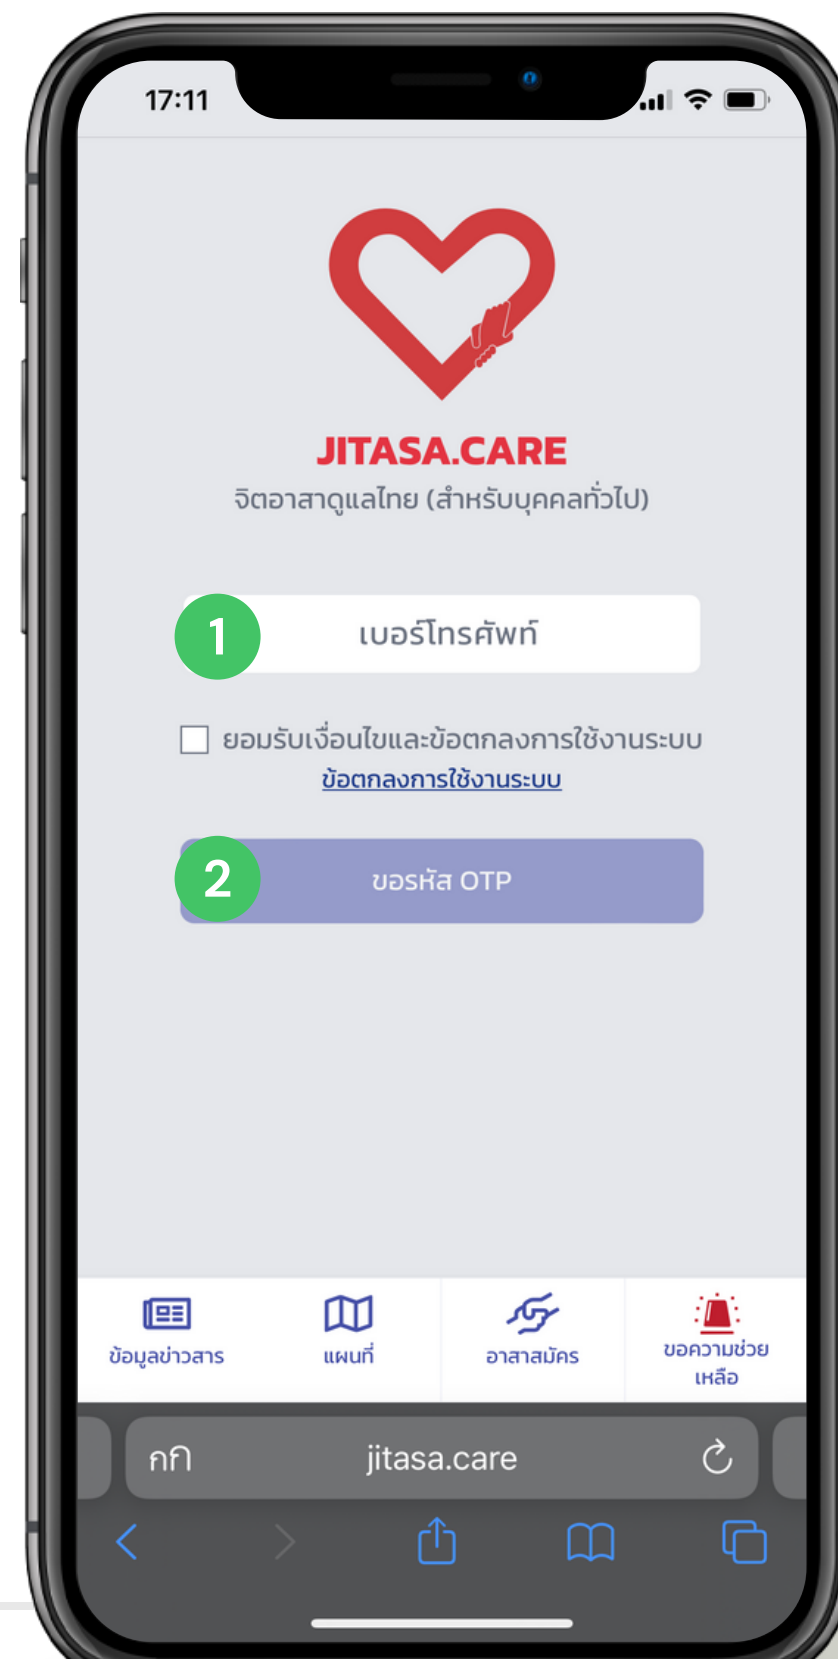 17:11
JITASA.CARE
จิตอาสาดูแลไทย (สำหรับบุคคลทั่วไป)
1
เบอร์โทรศัพท์
ยอมรับเงื่อนไขและข้อตกลงการใช้งานระบบ
ข้อตกลงการใช้งานระบบ
2
ขอรหัส OTP
ข้อมูลข่าวสาร
แผนที่
อาสาสมัคร
ขอความช่วย
เหลือ
กก
jitasa.care